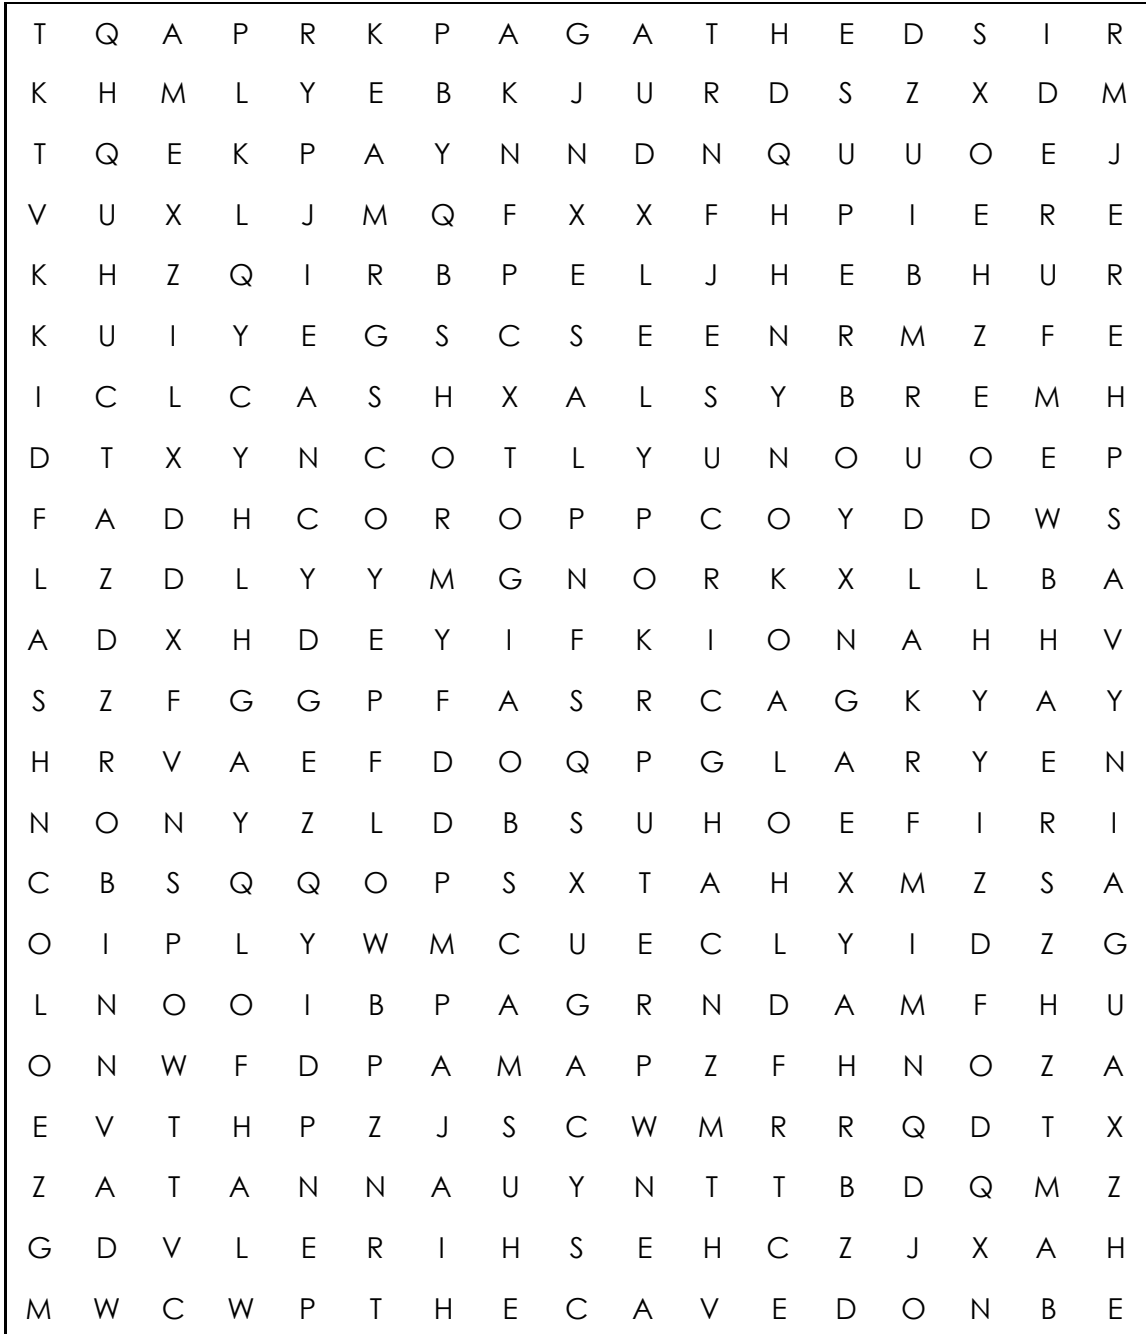 T Q A P R K P A G A T H E D S I R
K H M L Y E B K J U R D S Z X D M
T Q E K P A Y N N D N Q U U O E J
V U X L J M Q F X X F H P I E R E
K H Z Q I R B P E L J H E B H U R
K U I Y E G S C S E E N R M Z F E
I C L C A S H X A L S Y B R E M H
D T X Y N C O T L Y U N O U O E P
F A D H C O R O P P C O Y D D W S
L Z D L Y Y M G N O R K X L L B A
A D X H D E Y I F K I O N A H H V
S Z F G G P F A S R C A G K Y A Y
H R V A E F D O Q P G L A R Y E N
N O N Y Z L D B S U H O E F I R I
C B S Q Q O P S X T A H X M Z S A
O I P L Y W M C U E C L Y I D Z G
L N O O I B P A G R N D A M F H U
O N W F D P A M A P Z F H N O Z A
E V T H P Z J S C W M R R Q D T X
Z A T A N N A U Y N T T B D Q M Z
G D V L E R I H S E H C Z J X A H
M W C W P T H E C A V E D O N B E